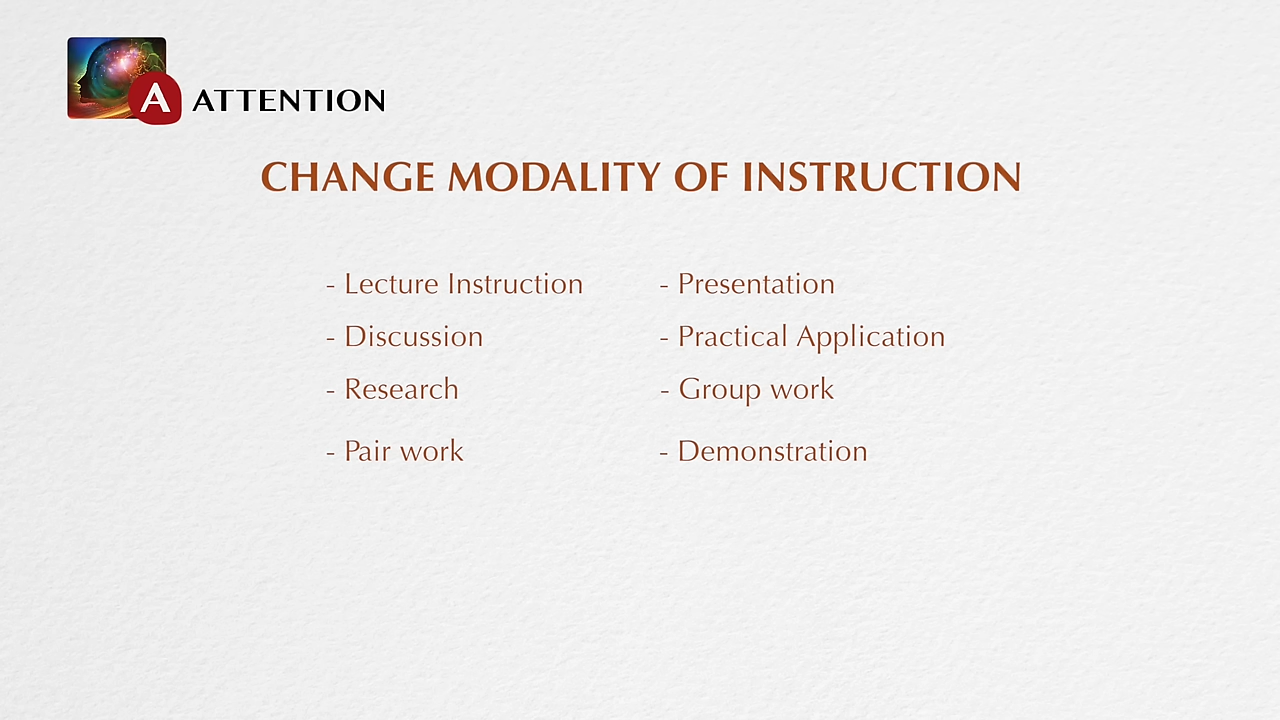 A ATTENTION
CHANGE MODALITY OF INSTRUCTION
- Lecture Instruction
- Discussion
- Research
- Pair work
- Presentation
- Practical Application
- Group work
- Demonstration